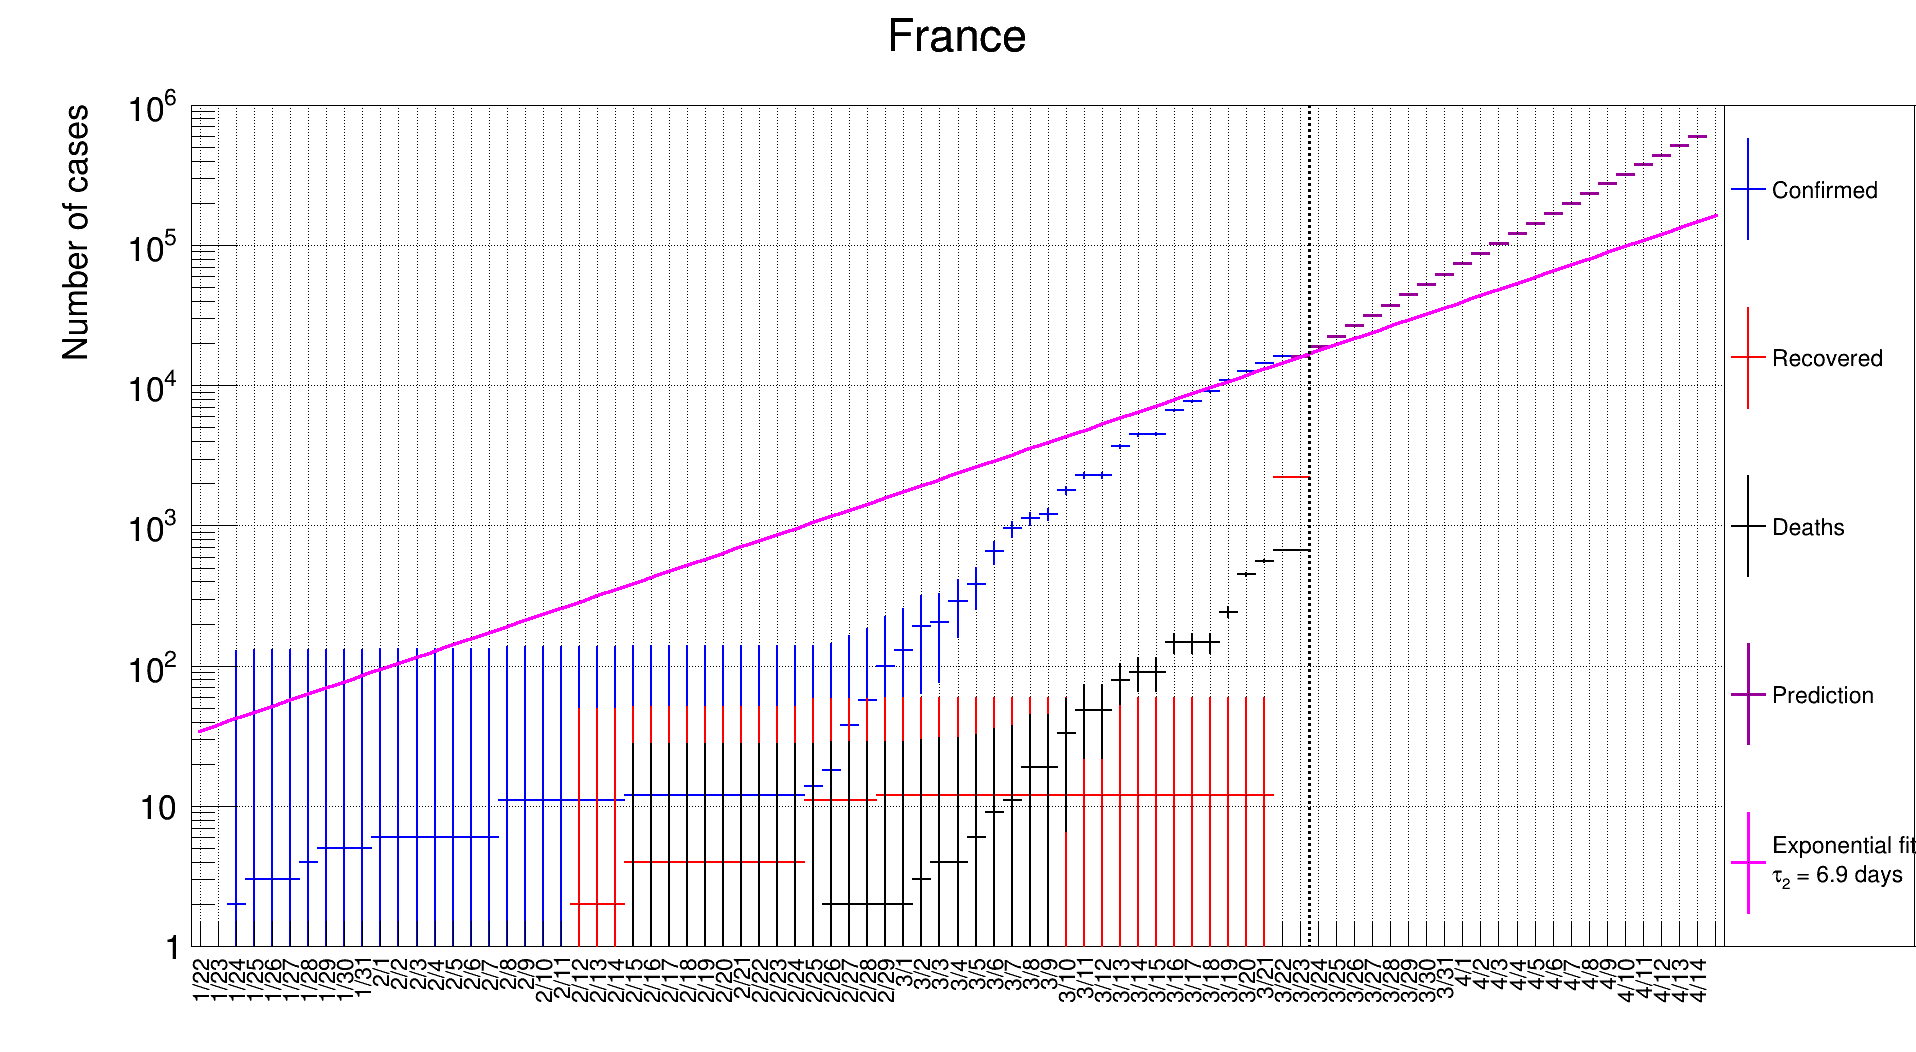 France
Number of cases
10^6
10^5
10^4
10^3
10^2
10
1
1/22 1/23 1/24 1/25 1/26 1/27 1/28 1/29 1/30 1/31 2/1 2/2 2/3 2/4 2/5 2/6 2/7 2/8 2/9 2/10 2/11 2/12 2/13 2/14 2/15 2/16 2/17 2/18 2/19 2/20 2/21 2/22 2/23 2/24 2/25 2/26 2/27 2/28 2/29 3/1 3/2 3/3 3/4 3/5 3/6 3/7 3/8 3/9 3/10 3/11 3/12 3/13 3/14 3/15 3/16 3/17 3/18 3/19 3/20 3/21 3/22 3/23 3/24 3/25 3/26 3/27 3/28 3/29 3/30 3/31 4/1 4/2 4/3 4/4 4/5 4/6 4/7 4/8 4/9 4/10 4/11 4/12 4/13 4/14
Confirmed
Recovered
Deaths
Prediction
Exponential fit
τ₂ = 6.9 days